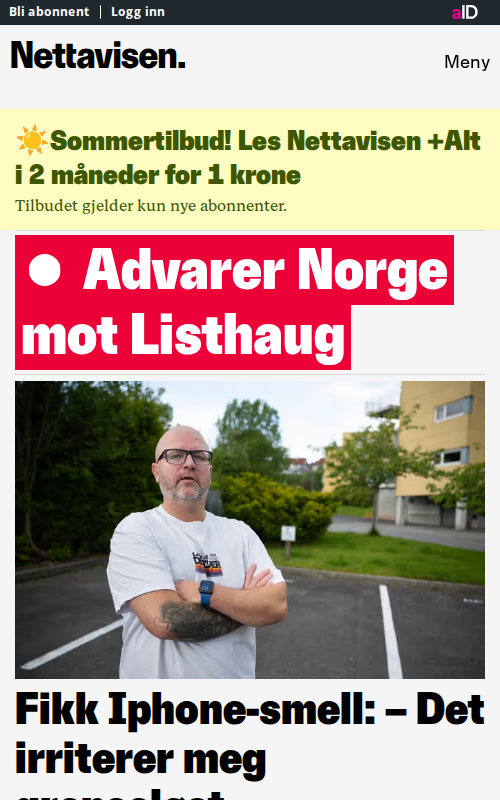 Bli abonnent
Logg inn
aID
Nettavisen.
Meny
☀️Sommertilbud! Les Nettavisen +Alt
i 2 måneder for 1 krone
Tilbudet gjelder kun nye abonnenter.
● Advarer Norge
mot Listhaug
Fikk Iphone-smell: – Det
irriterer meg